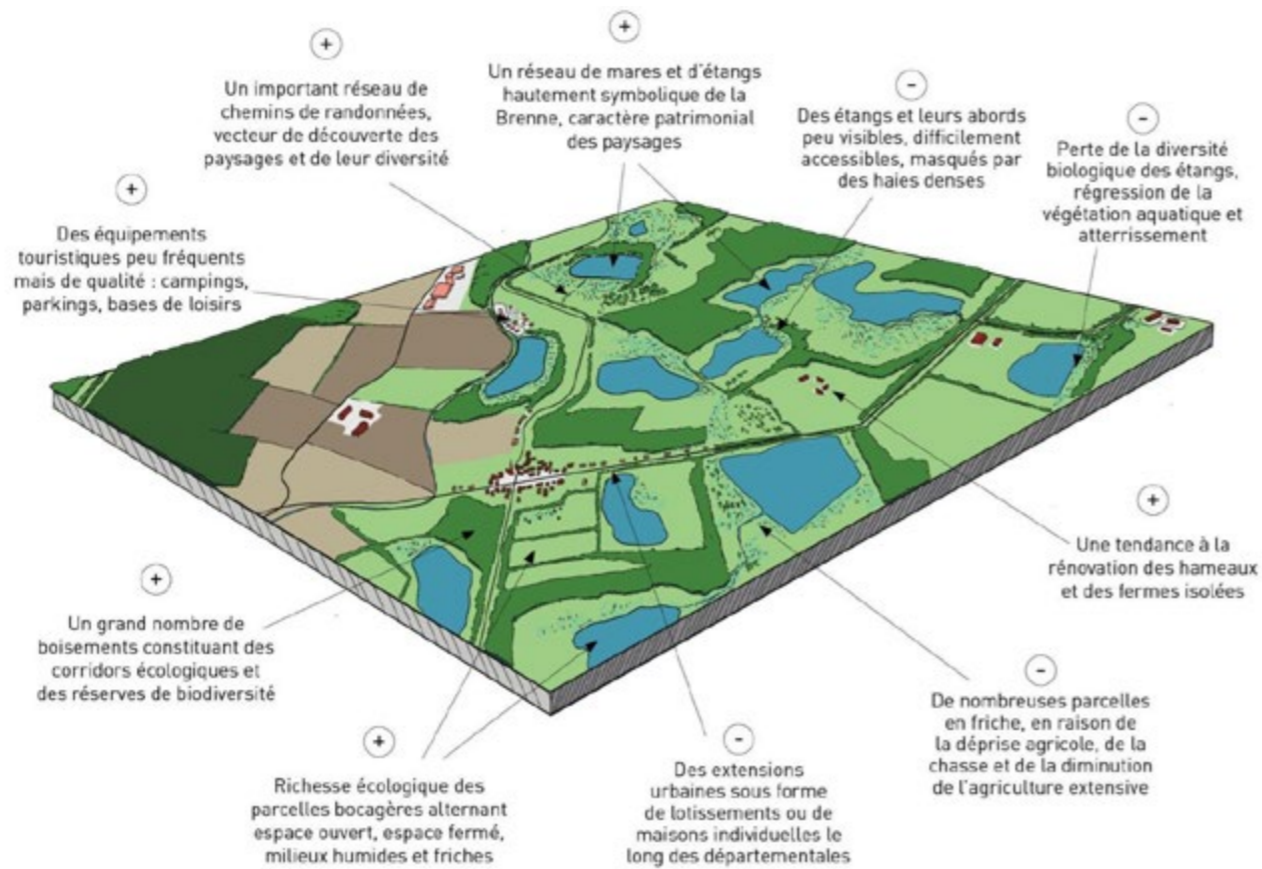 +
Un important réseau de
chemins de randonnées,
vecteur de découverte des
paysages et de leur diversité
+
Un réseau de mares et d'étangs
hautement symbolique de la
Brenne, caractère patrimonial
des paysages
−
Des étangs et leurs abords
peu visibles, difficilement
accessibles, masqués par
des haies denses
−
Perte de la diversité
biologique des étangs,
régression de la
végétation aquatique et
atterrissement
+
Des équipements
touristiques peu fréquents
mais de qualité : campings,
parkings, bases de loisirs
+
Une tendance à la
rénovation des hameaux
et des fermes isolées
+
Un grand nombre de
boisements constituant des
corridors écologiques et
des réserves de biodiversité
−
De nombreuses parcelles
en friche, en raison de
la déprise agricole, de la
chasse et de la diminution
de l'agriculture extensive
+
Richesse écologique des
parcelles bocagères alternant
espace ouvert, espace fermé,
milieux humides et friches
−
Des extensions
urbaines sous forme
de lotissements ou de
maisons individuelles le
long des départementales